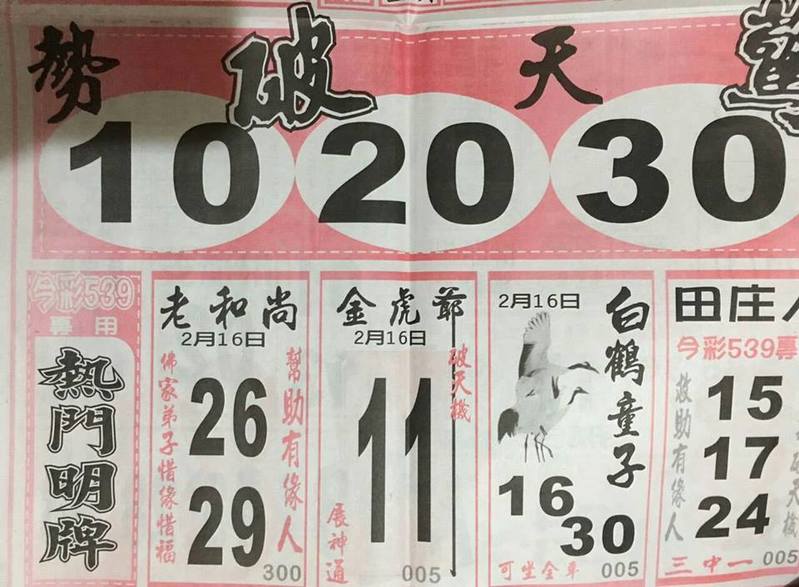 勢破天驚
10 20 30
今彩539
專用
熱門明牌
老和尚
2月16日
佛家弟子惜緣惜福
26
29
幫助有緣人
300
金虎爺
2月16日
破天機
11
展神通
005
2月16日
白鶴童子
16
30
可坐全車
005
田庄人
今彩539專
放助有緣人
15
17
24
破天機
三中一
005